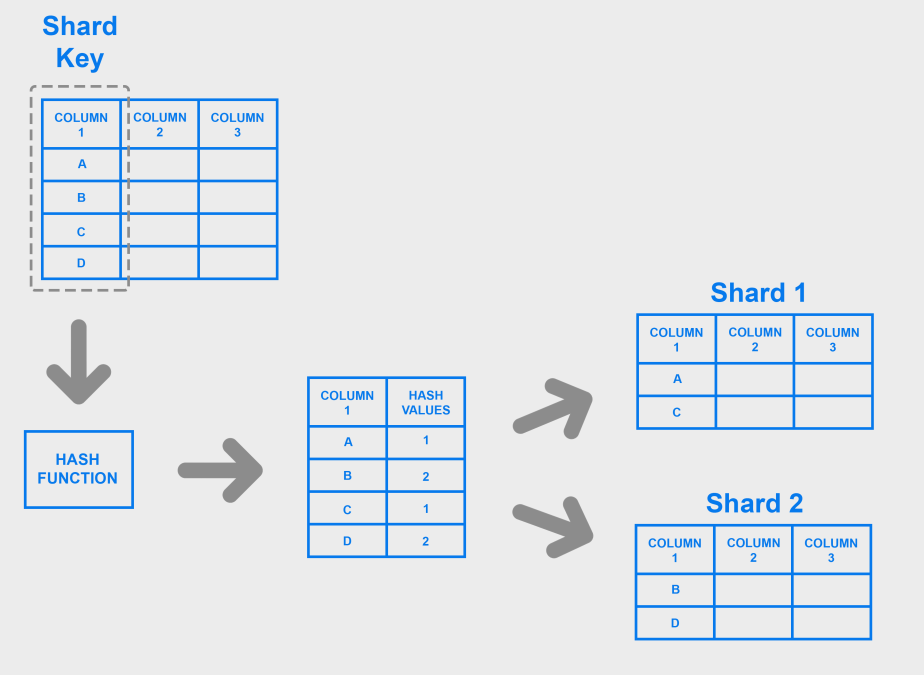 Shard
Key
COLUMN
1
COLUMN
2
COLUMN
3
A
B
C
D
HASH
FUNCTION
COLUMN
1
HASH
VALUES
A
1
B
2
C
1
D
2
Shard 1
COLUMN
1
COLUMN
2
COLUMN
3
A
C
Shard 2
COLUMN
1
COLUMN
2
COLUMN
3
B
D